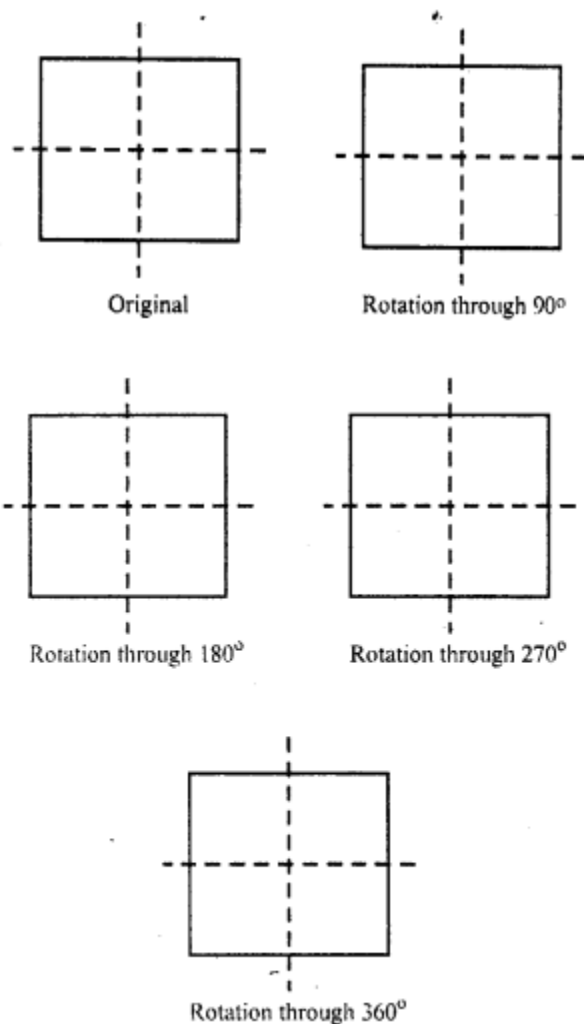 Original
Rotation through 90°
Rotation through 180°
Rotation through 270°
Rotation through 360°